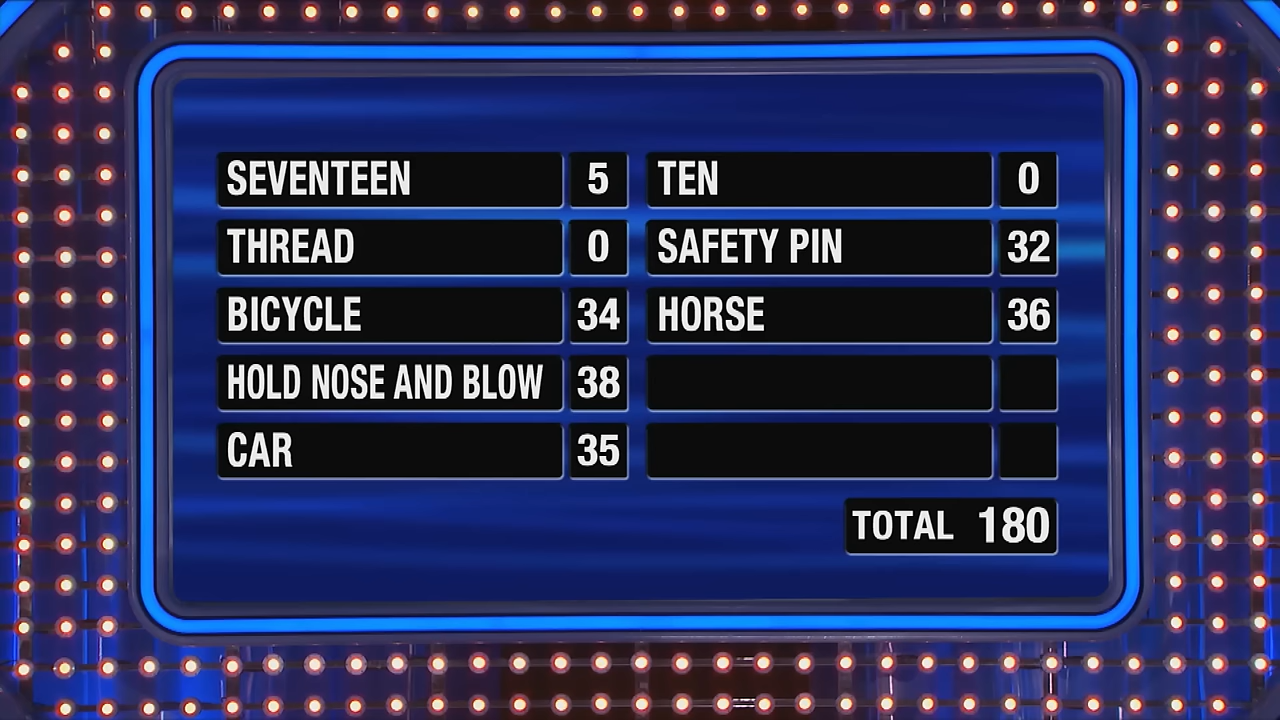 SEVENTEEN 5
THREAD 0
BICYCLE 34
HOLD NOSE AND BLOW 38
CAR 35
TEN 0
SAFETY PIN 32
HORSE 36
TOTAL 180